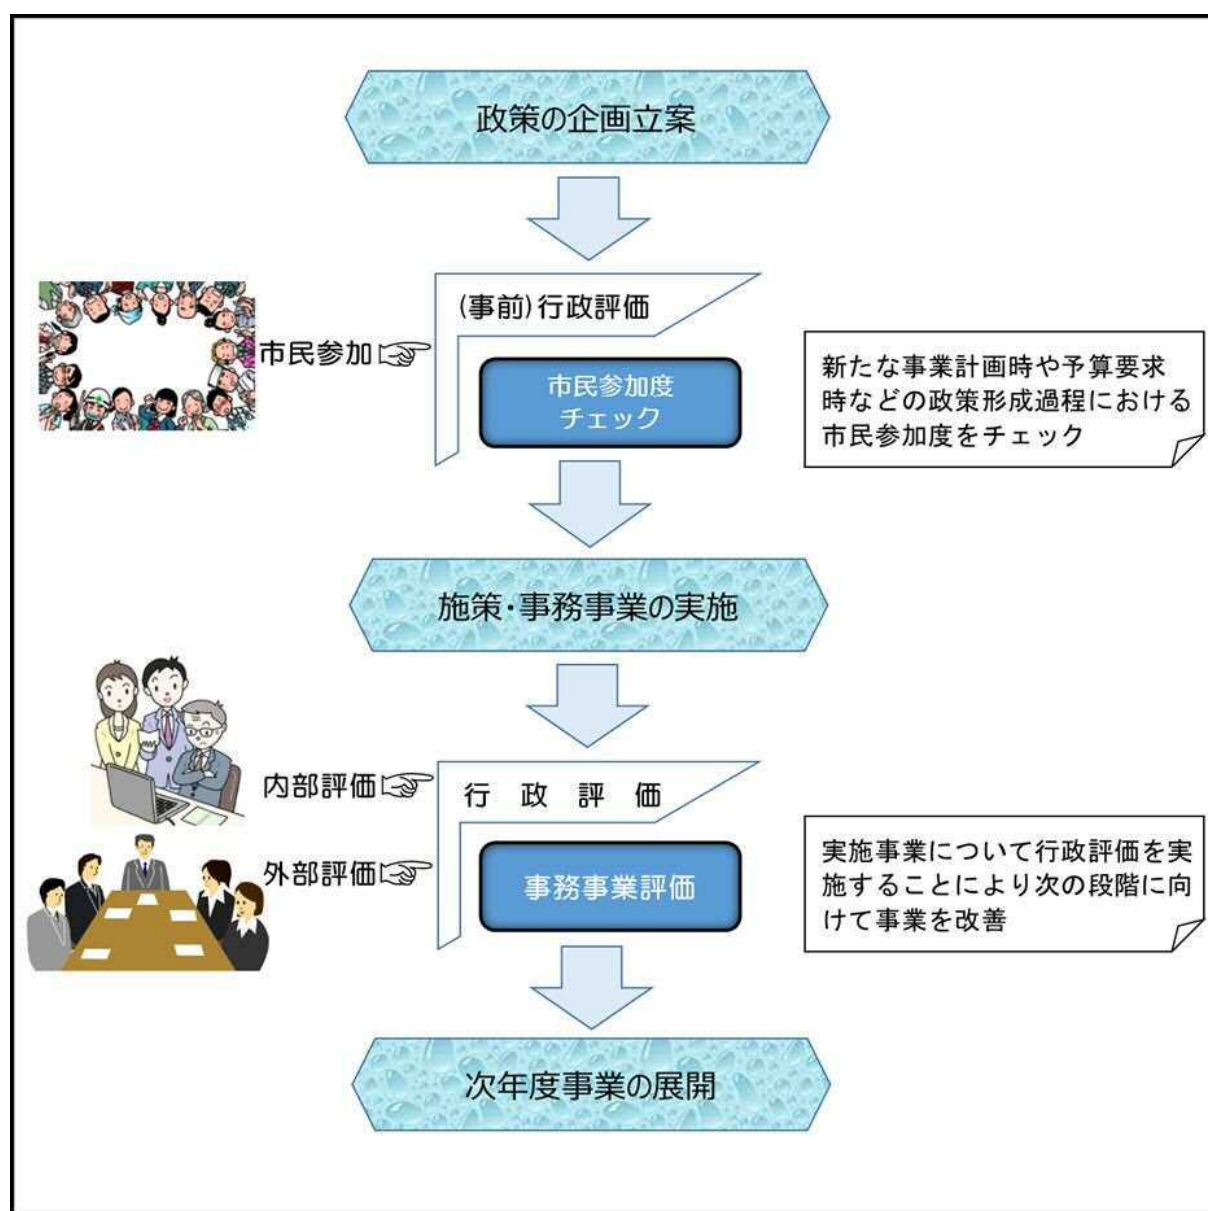 政策の企画立案
(事前)行政評価
市民参加☞
市民参加度
チェック
新たな事業計画時や予算要求
時などの政策形成過程における
市民参加度をチェック
施策・事務事業の実施
内部評価☞
行政評価
外部評価☞
事務事業評価
実施事業について行政評価を実
施することにより次の段階に向
けて事業を改善
次年度事業の展開